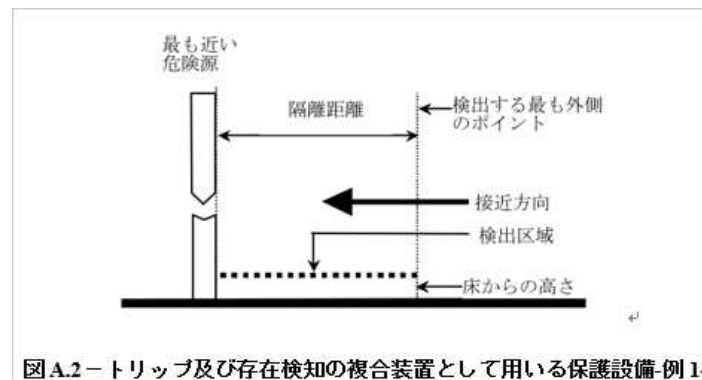 最も近い
危険源
隔離距離
検出する最も外側
のポイント
接近方向
検出区域
床からの高さ
図 A.2－トリップ及び存在検知の複合装置として用いる保護設備-例 1